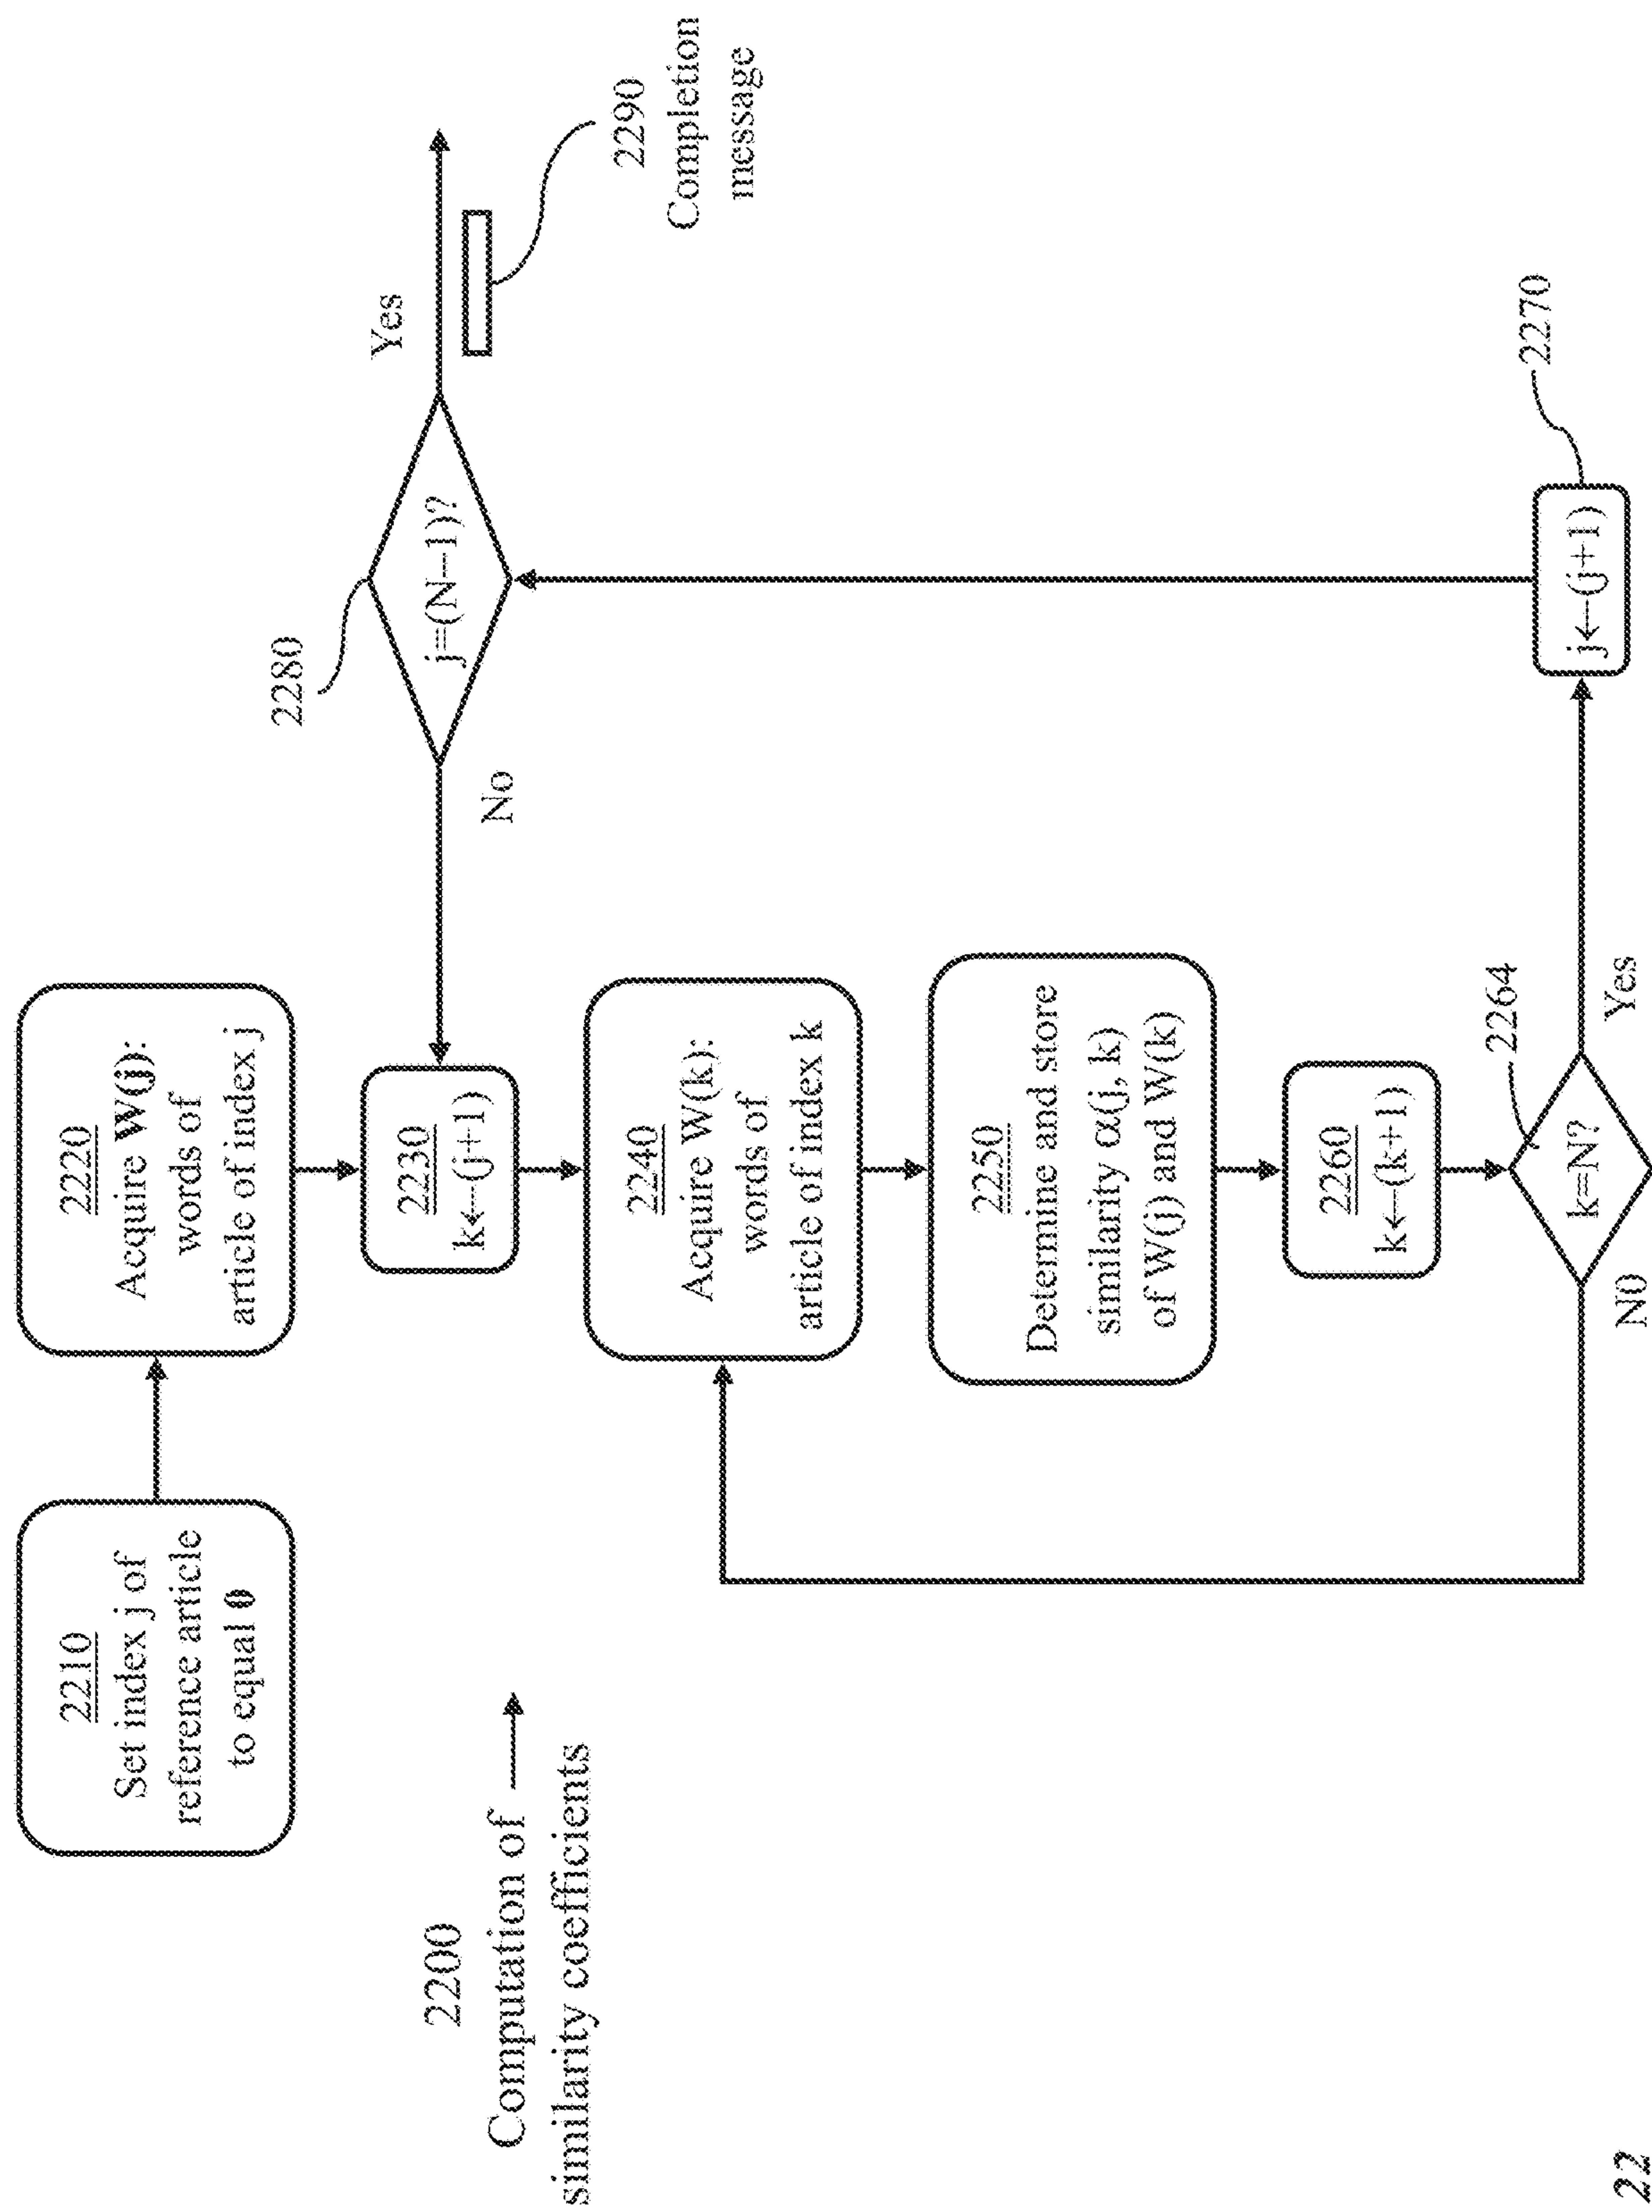 2210
Set index j of
reference article
to equal 0
2220
Acquire W(j):
words of
article of index j
2230
k←(j+1)
2240
Acquire W(k):
words of
article of index k
2250
Determine and store
similarity α(j, k)
of W(j) and W(k)
2260
k←(k+1)
2264
k=N?
N0
Yes
j←(j+1)
2270
2280
j=(N−1)?
No
Yes
2290
Completion
message
2200
Computation of
similarity coefficients
22